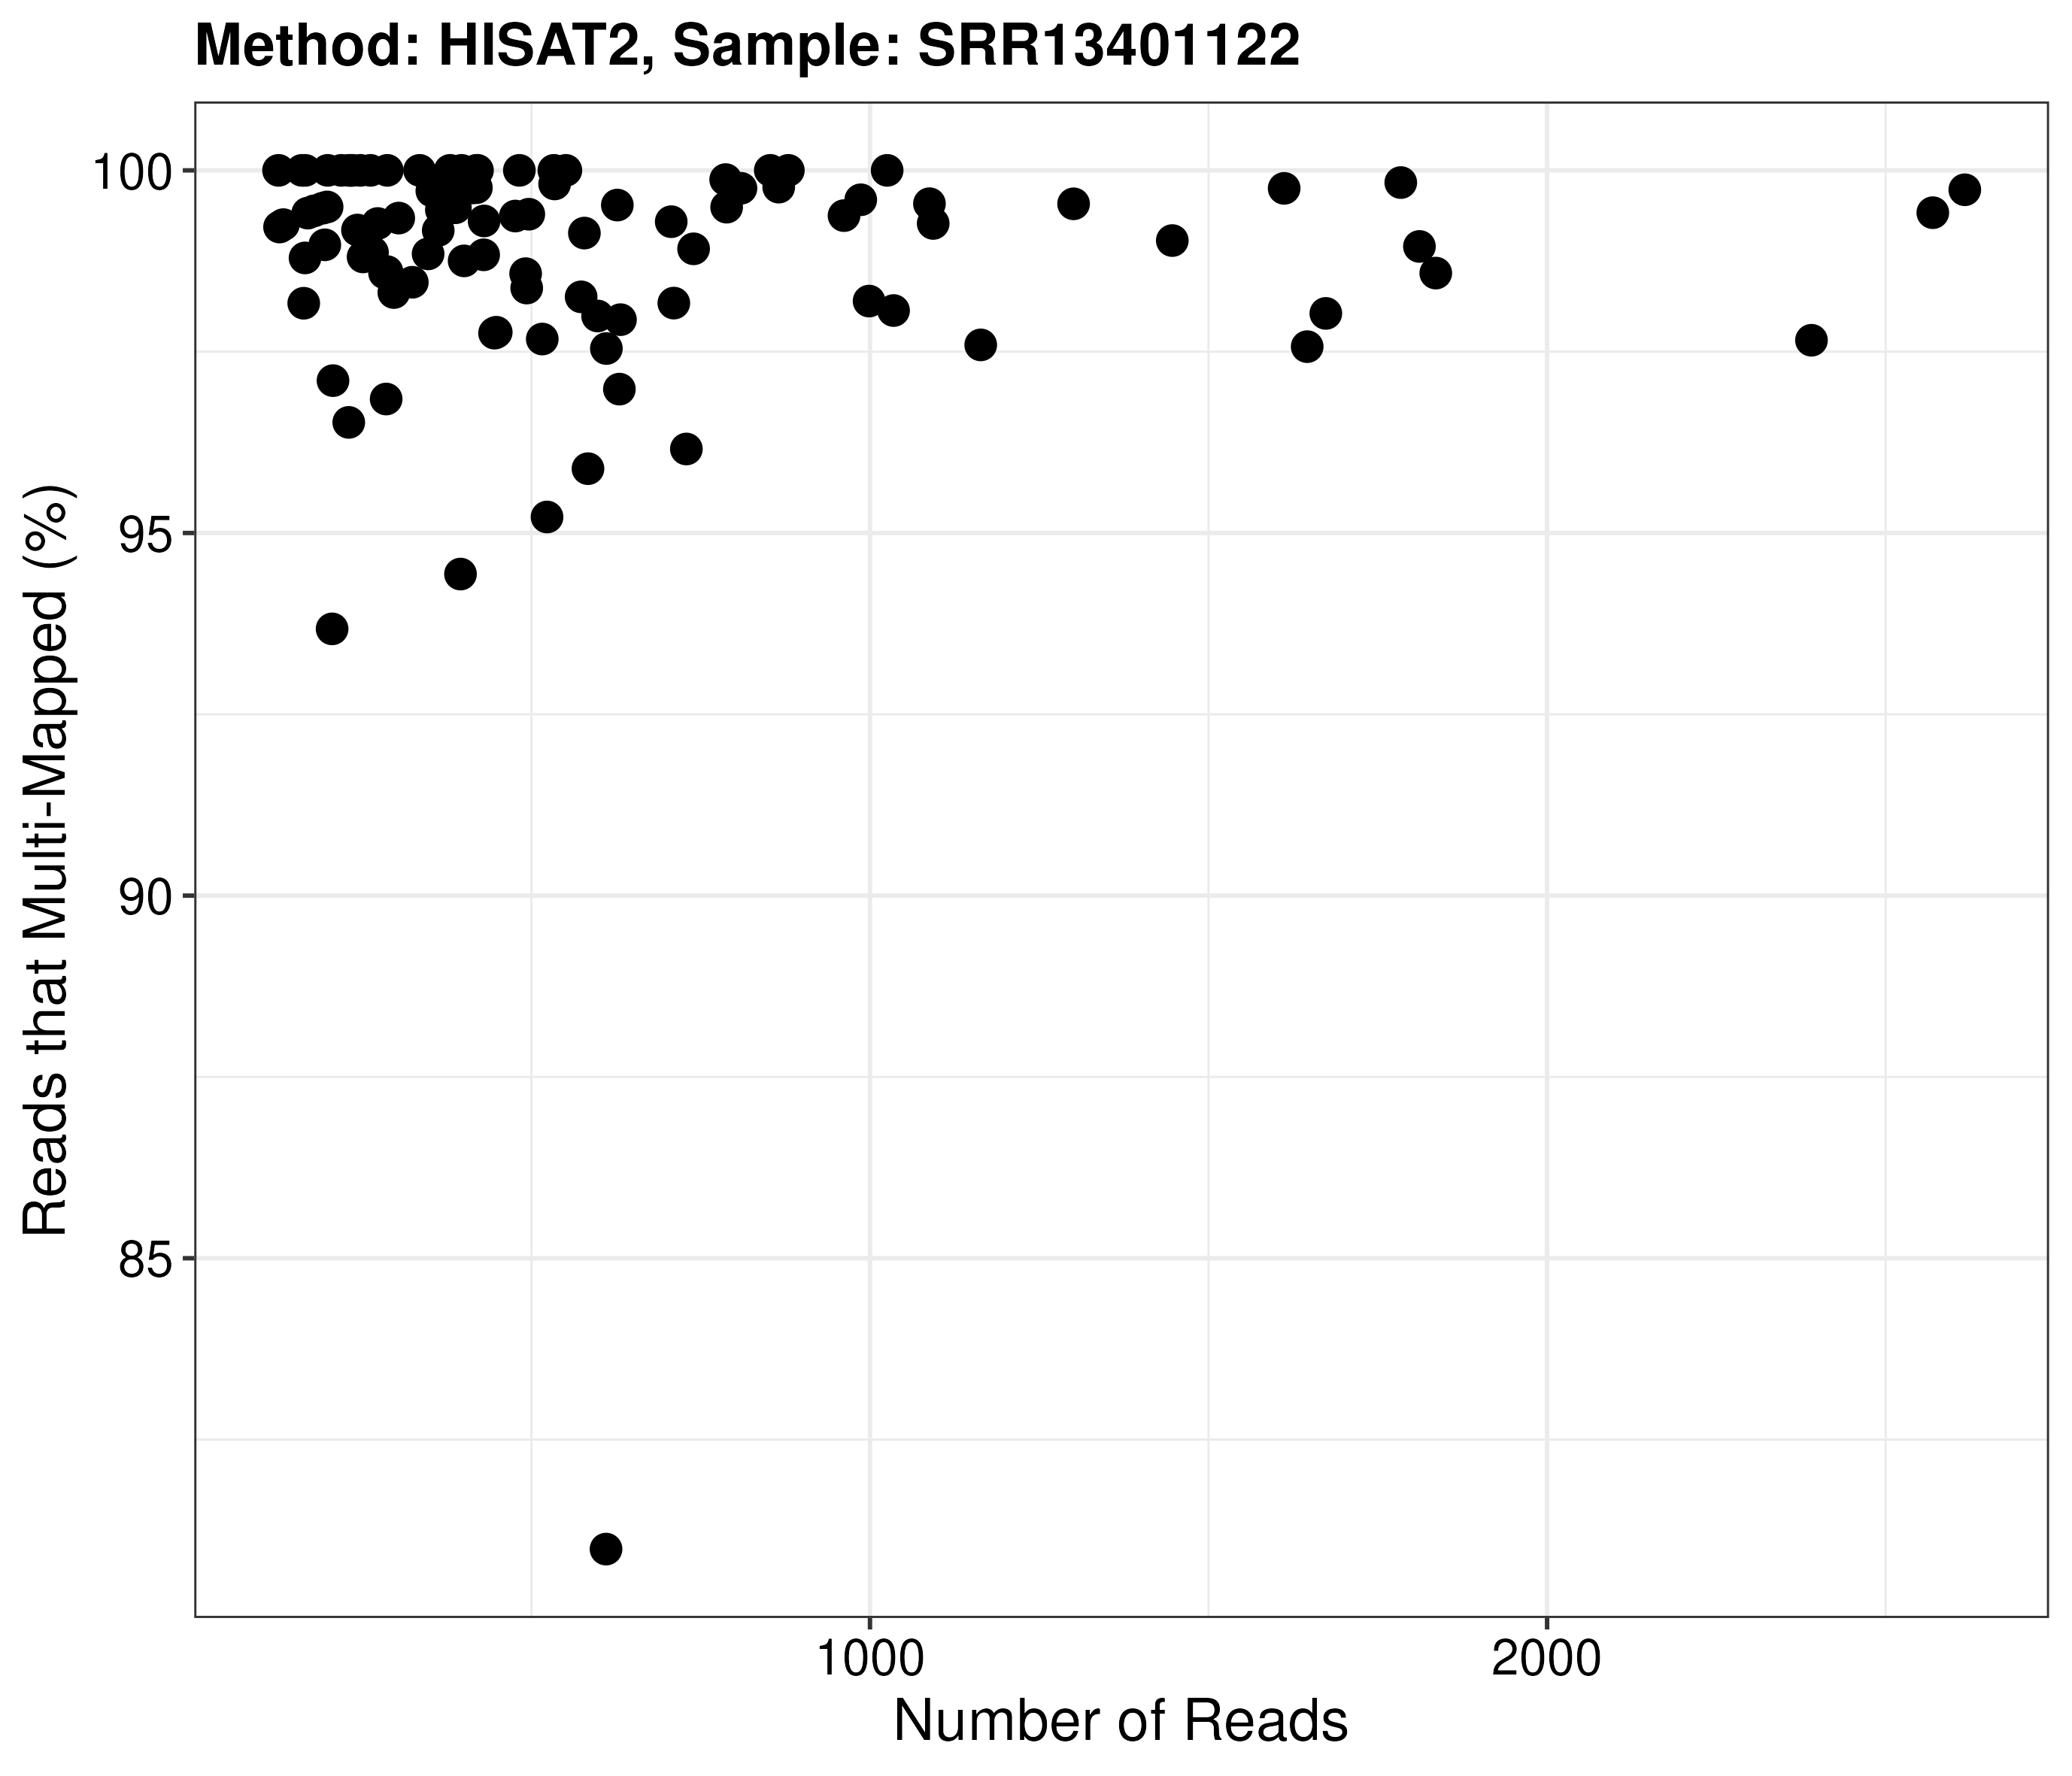 Method: HISAT2, Sample: SRR13401122
100
95
90
85
Reads that Multi-Mapped (%)
1000 2000
Number of Reads